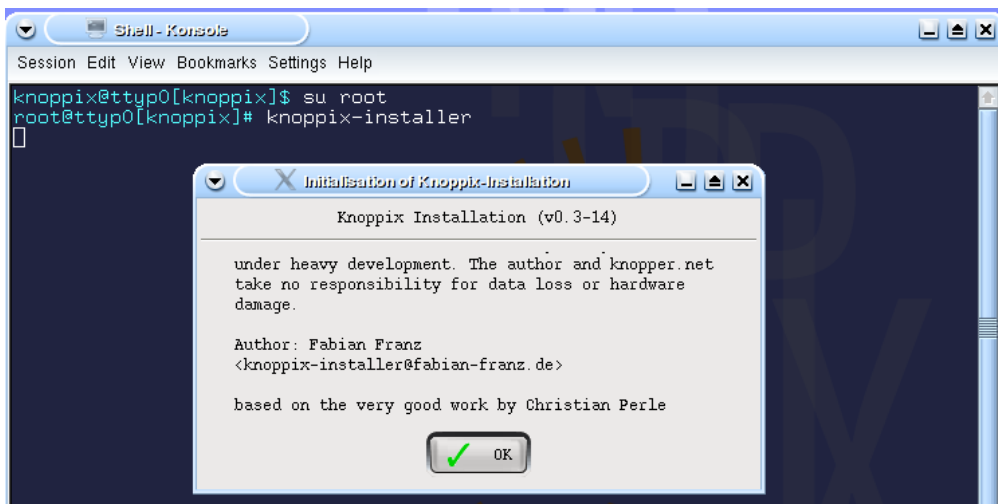 Shell - Konsole
Session Edit View Bookmarks Settings Help
knoppix@ttyp0[knoppix]$ su root
root@ttyp0[knoppix]# knoppix-installer
Initialisation of Knoppix-Installation
Knoppix Installation (v0.3-14)
under heavy development. The author and knopper.net
take no responsibility for data loss or hardware
damage.
Author: Fabian Franz
<knoppix-installer@fabian-franz.de>
based on the very good work by Christian Perle
OK